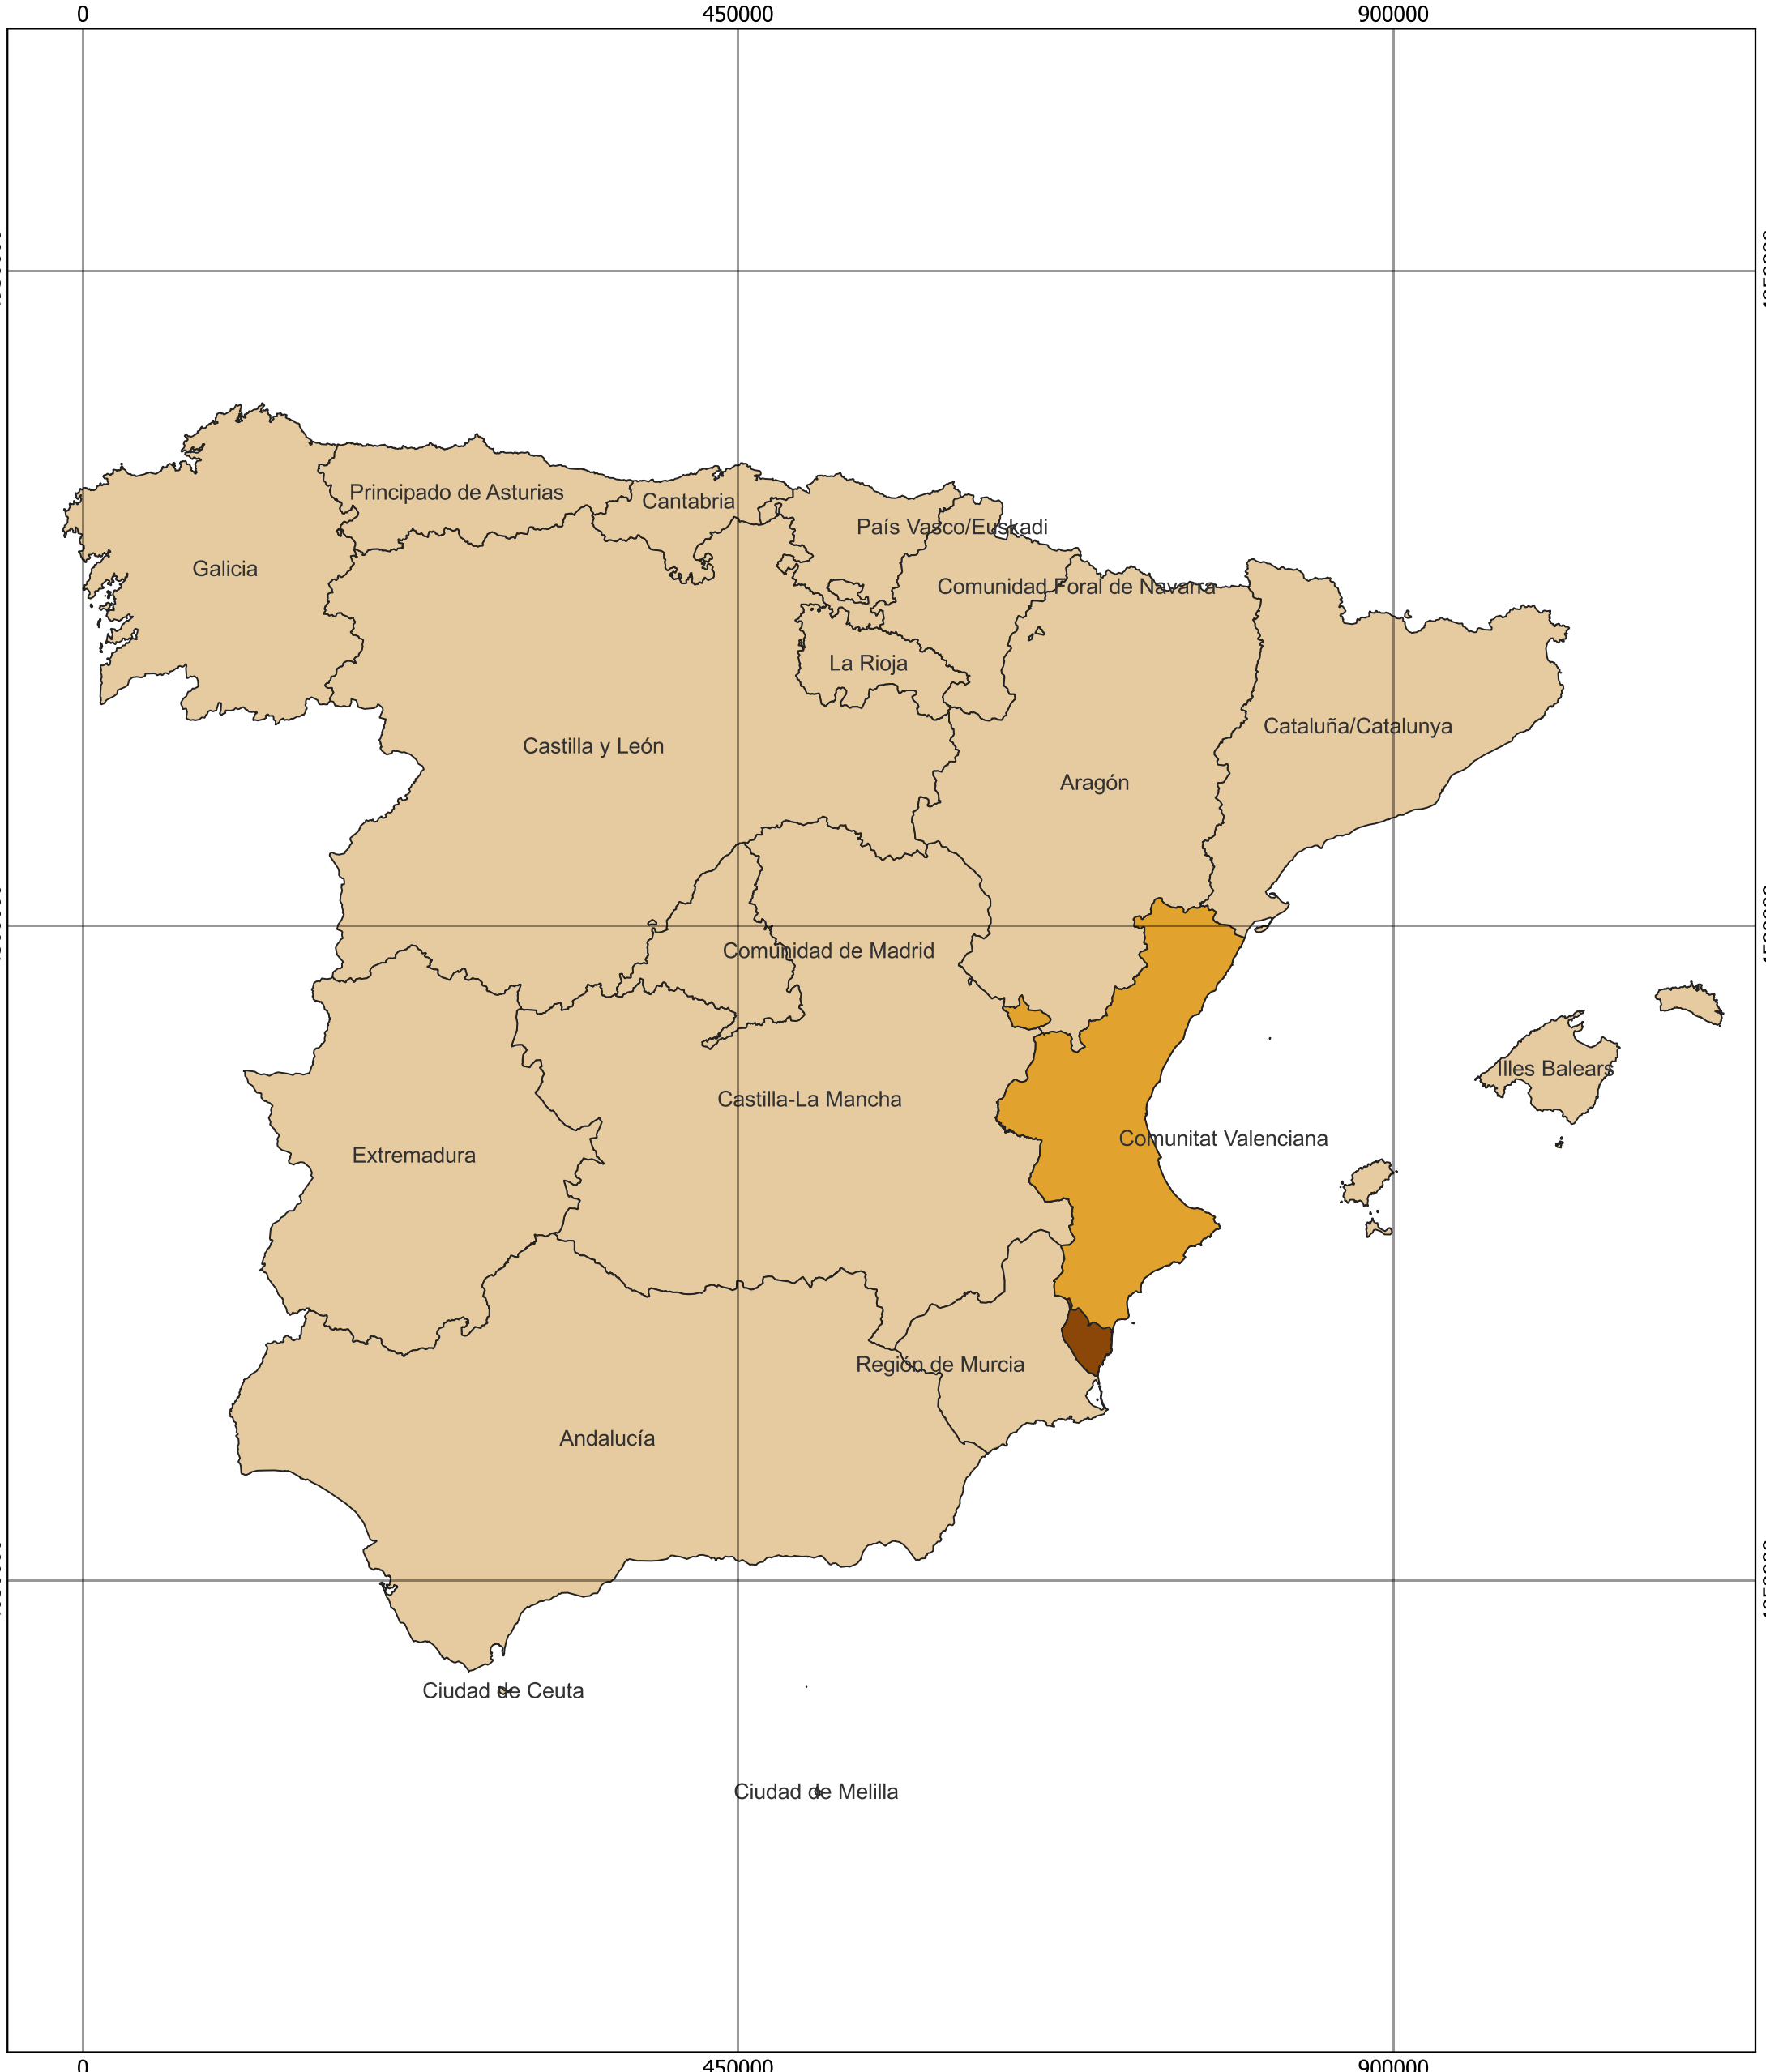 0 450000 900000
Principado de Asturias
Cantabria
País Vasco/Euskadi
Galicia
Comunidad Foral de Navarra
La Rioja
Cataluña/Catalunya
Castilla y León
Aragón
Comunidad de Madrid
Illes Balears
Castilla-La Mancha
Comunitat Valenciana
Extremadura
Región de Murcia
Andalucía
Ciudad de Ceuta
Ciudad de Melilla
0 450000 900000